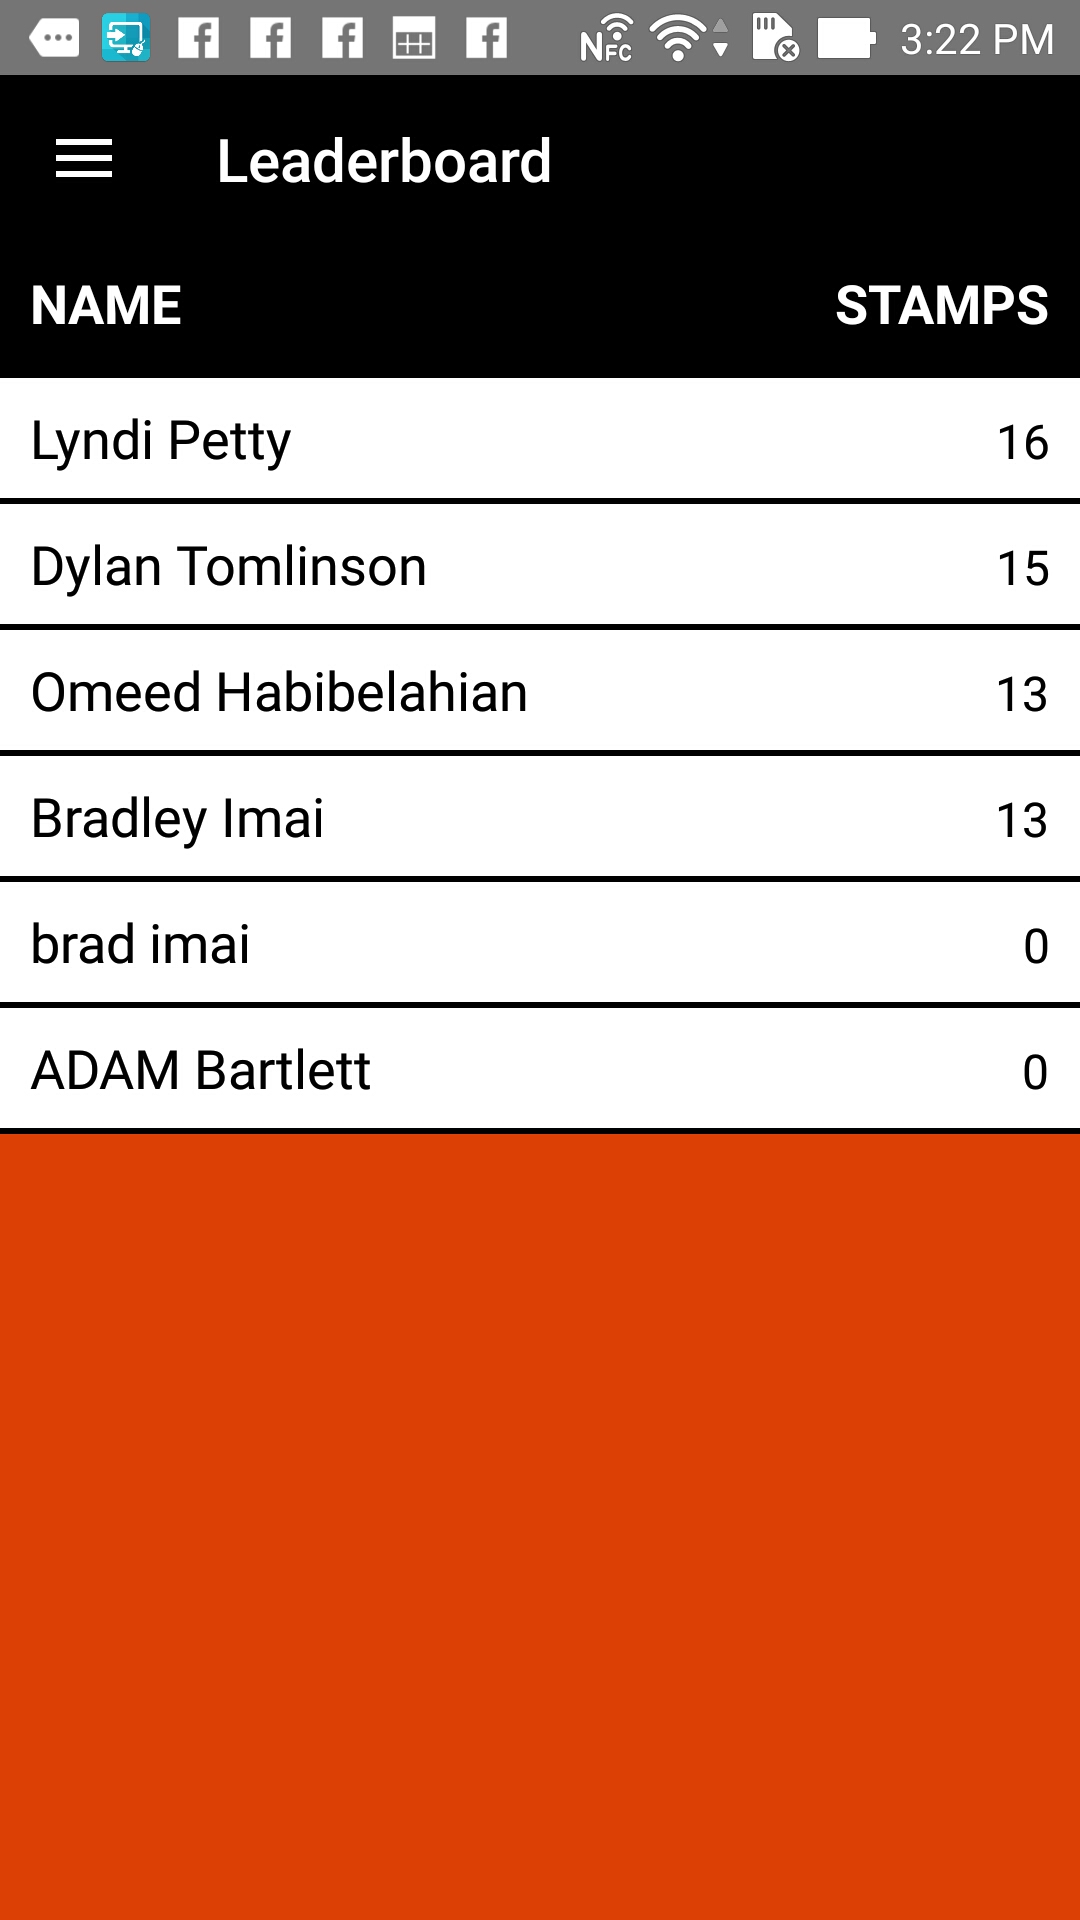 NFC 3:22 PM
Leaderboard
NAME STAMPS
Lyndi Petty 16
Dylan Tomlinson 15
Omeed Habibelahian 13
Bradley Imai 13
brad imai 0
ADAM Bartlett 0